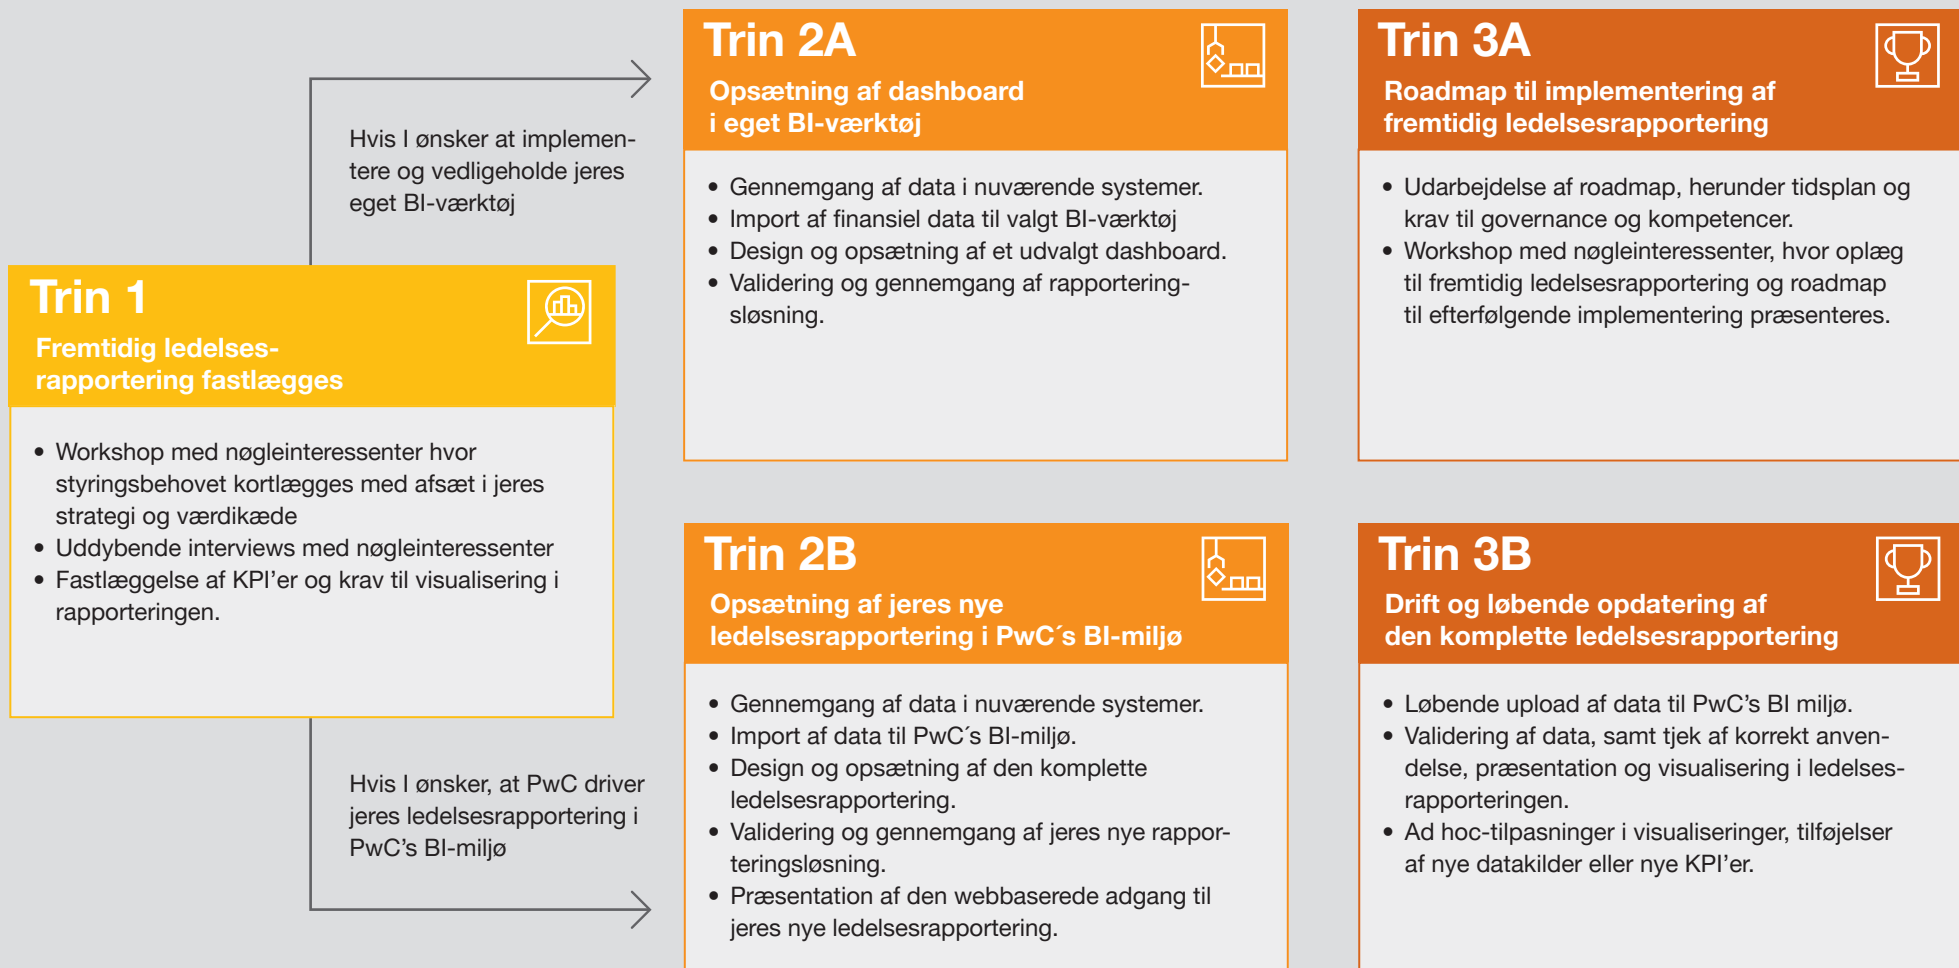 Trin 1
Fremtidig ledelses-
rapportering fastlægges
• Workshop med nøgleinteressenter hvor
styringsbehovet kortlægges med afsæt i jeres
strategi og værdikæde
• Uddybende interviews med nøgleinteressenter
• Fastlæggelse af KPI’er og krav til visualisering i
rapporteringen.
Hvis I ønsker at implemen-
tere og vedligeholde jeres
eget BI-værktøj
Trin 2A
Opsætning af dashboard
i eget BI-værktøj
• Gennemgang af data i nuværende systemer.
• Import af finansiel data til valgt BI-værktøj
• Design og opsætning af et udvalgt dashboard.
• Validering og gennemgang af rapportering-
sløsning.
Trin 3A
Roadmap til implementering af
fremtidig ledelsesrapportering
• Udarbejdelse af roadmap, herunder tidsplan og
krav til governance og kompetencer.
• Workshop med nøgleinteressenter, hvor oplæg
til fremtidig ledelsesrapportering og roadmap
til efterfølgende implementering præsenteres.
Hvis I ønsker, at PwC driver
jeres ledelsesrapportering i
PwC’s BI-miljø
Trin 2B
Opsætning af jeres nye
ledelsesrapportering i PwC´s BI-miljø
• Gennemgang af data i nuværende systemer.
• Import af data til PwC´s BI-miljø.
• Design og opsætning af den komplette
ledelsesrapportering.
• Validering og gennemgang af jeres nye rappor-
teringsløsning.
• Præsentation af den webbaserede adgang til
jeres nye ledelsesrapportering.
Trin 3B
Drift og løbende opdatering af
den komplette ledelsesrapportering
• Løbende upload af data til PwC’s BI miljø.
• Validering af data, samt tjek af korrekt anven-
delse, præsentation og visualisering i ledelses-
rapporteringen.
• Ad hoc-tilpasninger i visualiseringer, tilføjelser
af nye datakilder eller nye KPI’er.